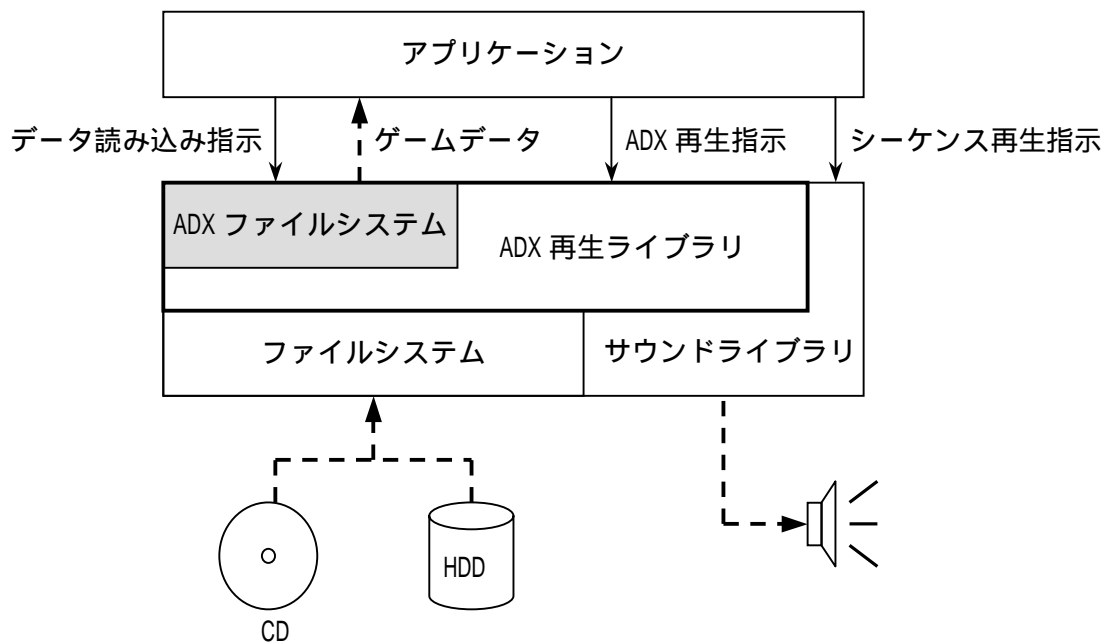 アプリケーション
データ読み込み指示
ゲームデータ
ADX 再生指示
シーケンス再生指示
ADX ファイルシステム
ADX 再生ライブラリ
ファイルシステム
サウンドライブラリ
HDD
CD